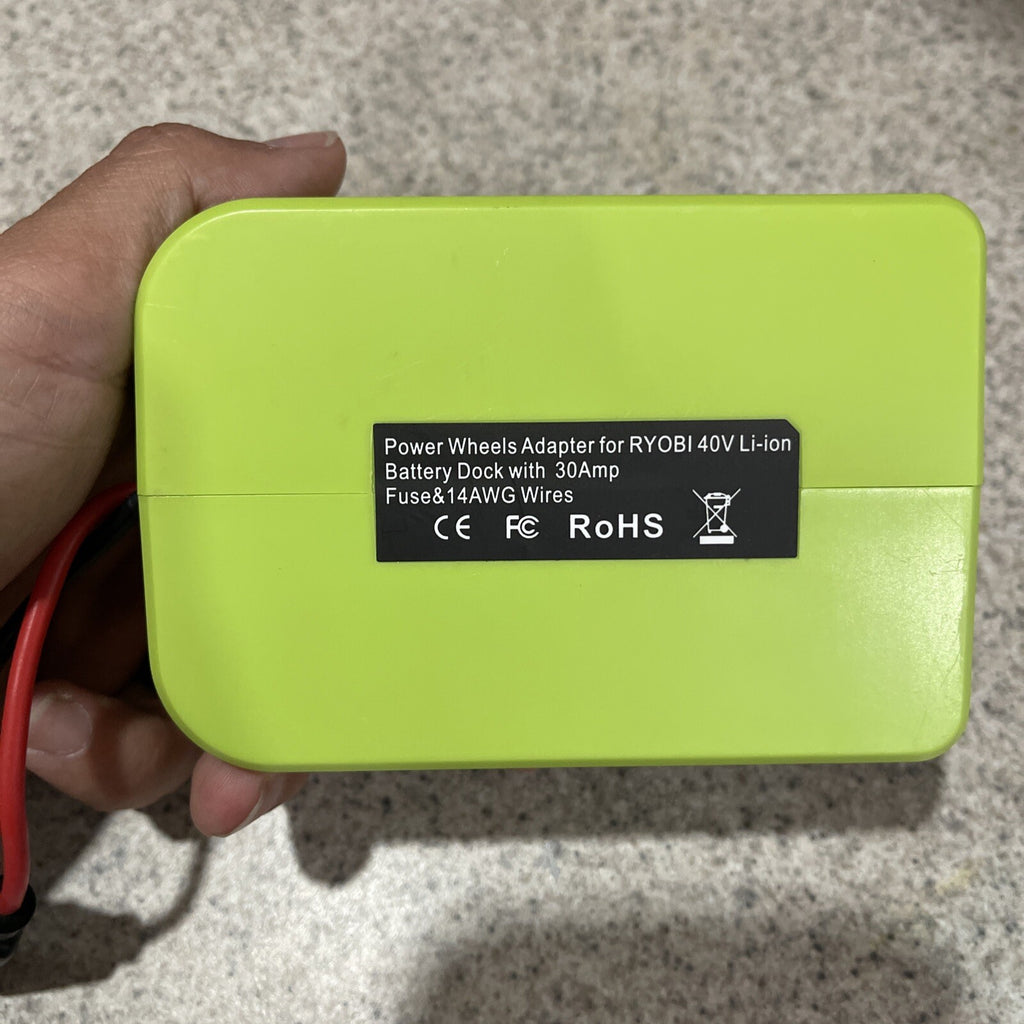 Power Wheels Adapter for RYOBI 40V Li-ion
Battery Dock with 30Amp
Fuse&14AWG Wires
CE FC RoHS